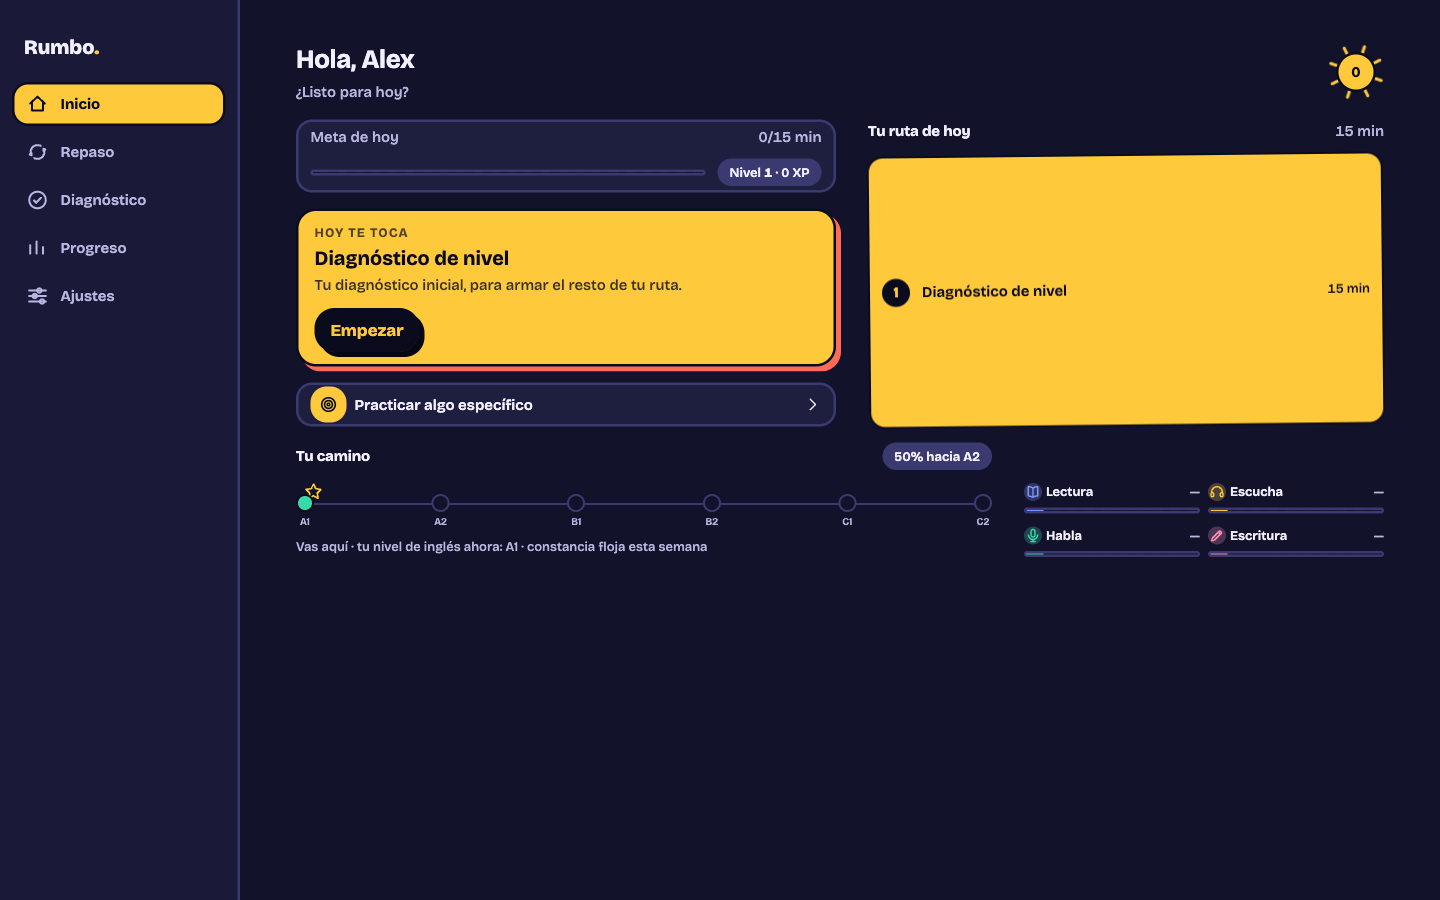 Rumbo.
Inicio
Repaso
Diagnóstico
Progreso
Ajustes
Hola, Alex
¿Listo para hoy?
0
Meta de hoy 0/15 min
Nivel 1 · 0 XP
HOY TE TOCA
Diagnóstico de nivel
Tu diagnóstico inicial, para armar el resto de tu ruta.
Empezar
Practicar algo específico
Tu ruta de hoy 15 min
1 Diagnóstico de nivel 15 min
Tu camino 50% hacia A2
A1 A2 B1 B2 C1 C2
Vas aquí · tu nivel de inglés ahora: A1 · constancia floja esta semana
Lectura —
Escucha —
Habla —
Escritura —